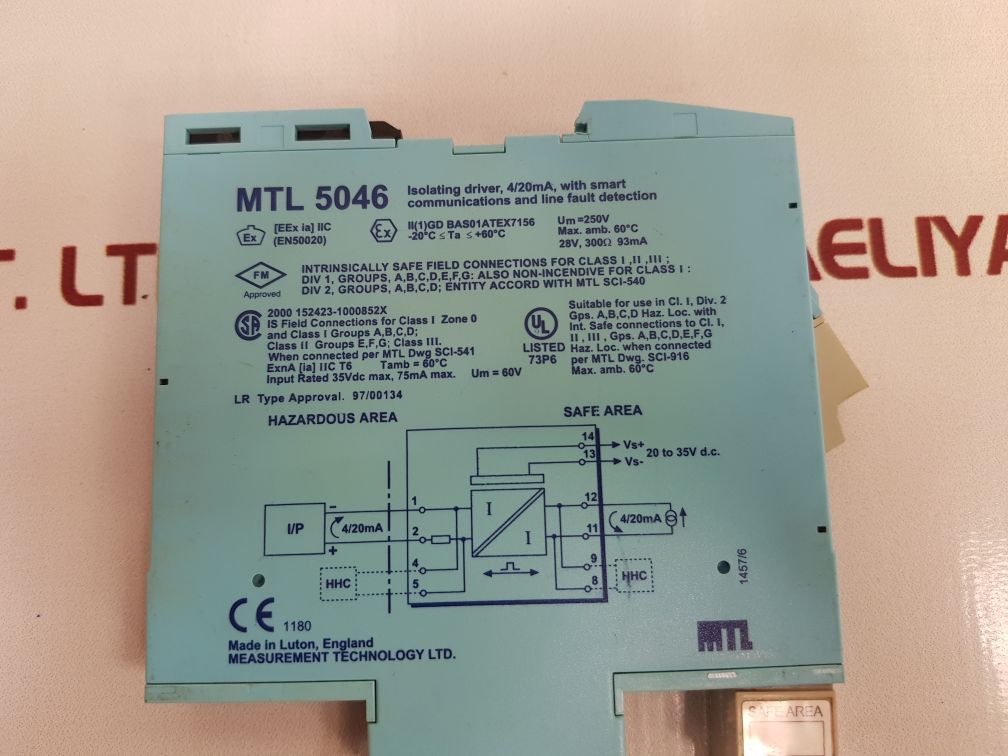 MTL 5046
Isolating driver, 4/20mA, with smart
communications and line fault detection
Ex
[EEx ia] IIC
(EN50020)
Ex
II(1)GD BAS01ATEX7156
-20°C ≤ Ta ≤ +60°C
Um =250V
Max. amb. 60°C
28V, 300Ω 93mA
FM
Approved
INTRINSICALLY SAFE FIELD CONNECTIONS FOR CLASS I ,II ,III ;
DIV 1, GROUPS, A,B,C,D,E,F,G: ALSO NON-INCENDIVE FOR CLASS I :
DIV 2, GROUPS, A,B,C,D; ENTITY ACCORD WITH MTL SCI-540
2000 152423-1000852X
IS Field Connections for Class I Zone 0
and Class I Groups A,B,C,D;
Class II Groups E,F,G; Class III.
When connected per MTL Dwg SCI-541
ExnA [ia] IIC T6 Tamb = 60°C
Input Rated 35Vdc max, 75mA max. Um = 60V
UL
LISTED
73P6
Suitable for use in Cl. I, Div. 2
Gps. A,B,C,D Haz. Loc. with
Int. Safe connections to Cl. I,
II , III , Gps. A,B,C,D,E,F,G
Haz. Loc. when connected
per MTL Dwg. SCI-916
Max. amb. 60°C
LR Type Approval. 97/00134
HAZARDOUS AREA
SAFE AREA
14 Vs+
13 Vs-
20 to 35V d.c.
I/P
−
+
4/20mA
1
2
4
5
HHC
I
I
12
11
9
8
4/20mA
HHC
1457/6
CE 1180
Made in Luton, England
MEASUREMENT TECHNOLOGY LTD.
MTL
SAFE AREA
T. LT
AELIYA